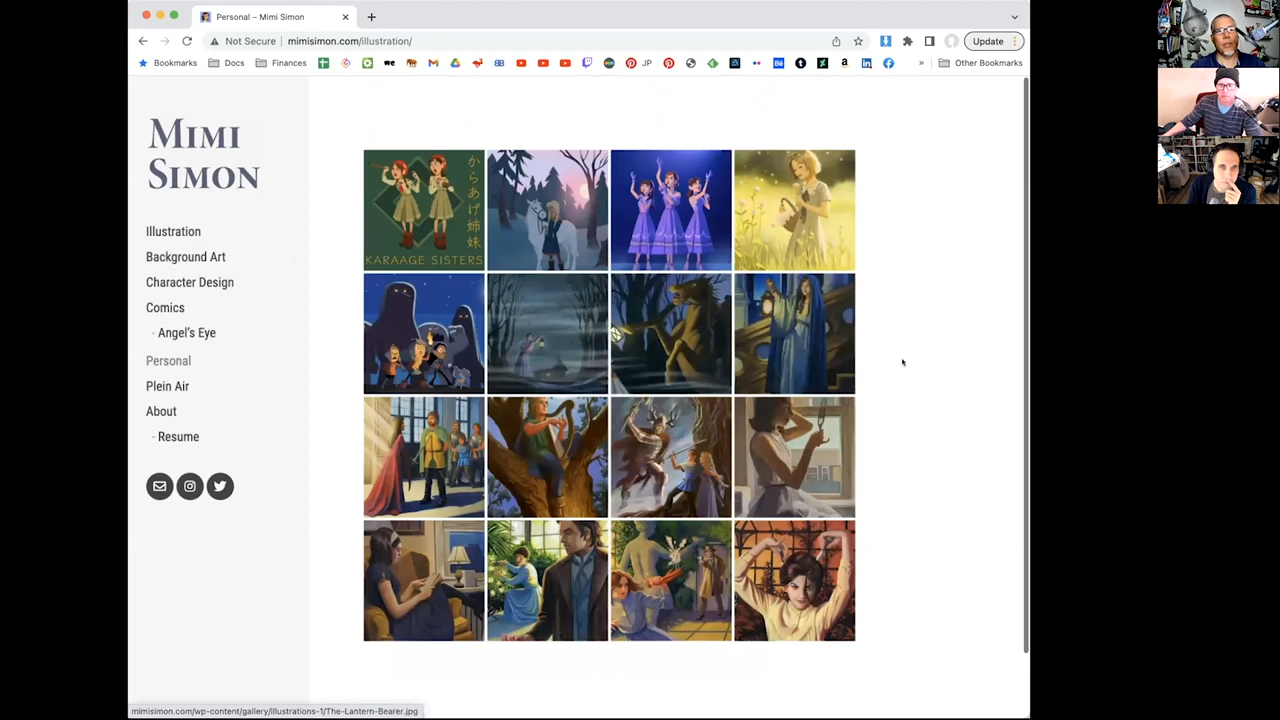 Personal – Mimi Simon
Not Secure
mimisimon.com/illustration/
Update
Bookmarks
Docs
Finances
JP
Other Bookmarks
Mimi
Simon
Illustration
Background Art
Character Design
Comics
- Angel's Eye
Personal
Plein Air
About
- Resume
からあげ姉妹
KARAAGE SISTERS
mimisimon.com/wp-content/gallery/illustrations-1/The-Lantern-Bearer.jpg